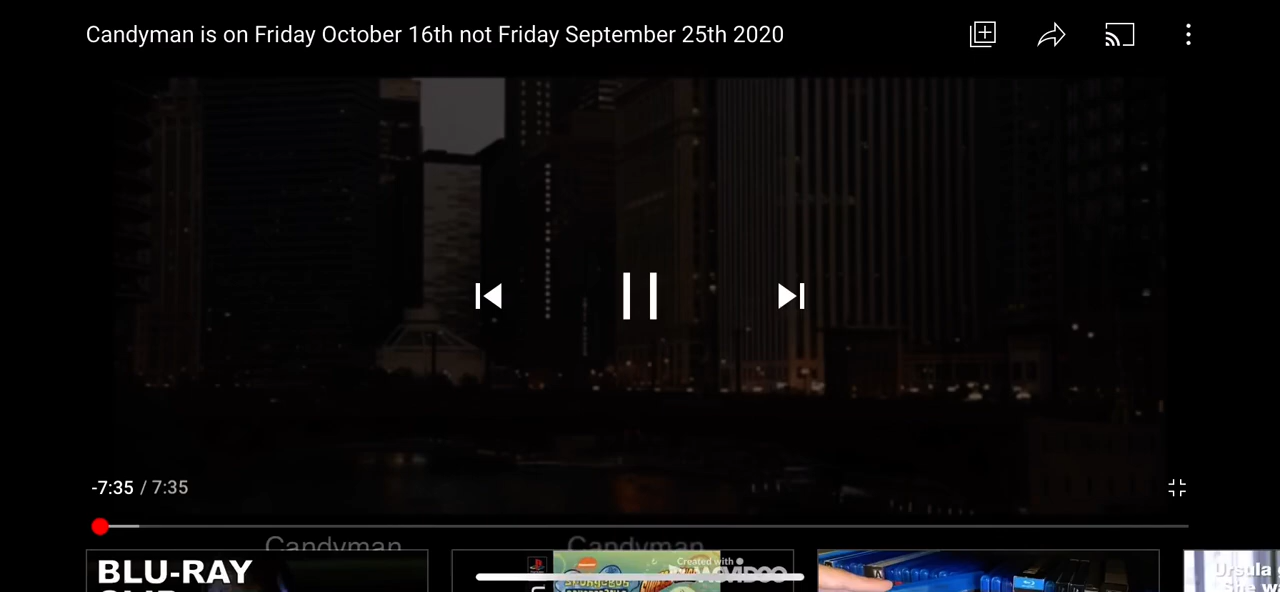 Candyman is on Friday October 16th not Friday September 25th 2020
-7:35 / 7:35
Candyman
Candyman
BLU-RAY
Created with
Ursula